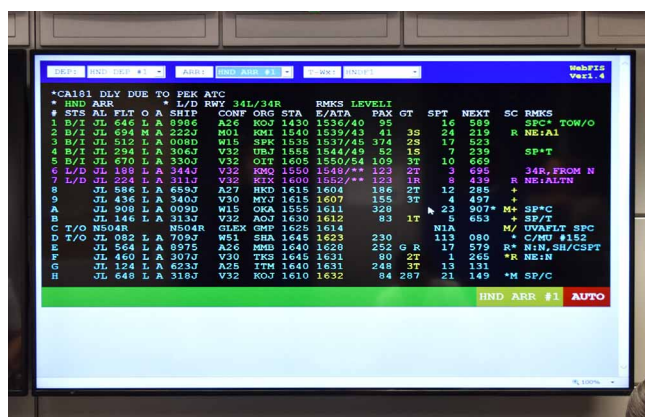 DEP: HND DEP #1 ARR: HND ARR #1 T-WX: WebFIS
Ver1.4
*CA181 DLY DUE TO PEK ATC
* HND ARR * L/D RWY 34L/34R RMKS LEVEL1
# STS AL FLT O A SHIP CONF ORG STA E/ATA PAX GT SPT NEXT SC RMKS
1 B/I JL 646 L A 8986 A26 KOJ 1430 1536/40 95 16 589 SPC* TOW/O
2 B/I JL 694 M A 222J M01 KMI 1540 1539/43 41 3S 24 219 R NE:A1
3 B/I JL 512 L A 008D W15 SPK 1535 1537/45 374 2S 17 523
4 B/I JL 294 L A 306J V32 UBJ 1555 1544/49 52 1S 15 239 SP*T
5 B/I JL 670 L A 330J V32 OIT 1605 1550/54 109 3T 10 669
6 L/D JL 188 L A 344J V32 KMQ 1550 1548/** 123 2T 3 695 34R,FROM N
7 L/D JL 224 L A 311J V32 KIX 1600 1552/** 123 1R 8 439 R NE:ALTN
8 JL 586 L A 659J A27 HKD 1615 1604 186 2T 12 285 +
9 JL 436 L A 340J V30 MYJ 1615 1607 155 3T 4 497 +
A JL 908 L A 009D W15 OKA 1555 1611 328 23 907* M+ SP*C
B JL 146 L A 313J V32 AOJ 1630 1612 83 1T 5 653 + SP/T
C T/O N504R N504R GLEX GMP 1625 1614 N1A M/ UVAFLT SPC
D T/O JL 082 L A 709J W51 SHA 1645 1623 230 113 080 * C/MU #152
E JL 564 L A 8975 A26 MMB 1640 1628 252 G R 17 579 R* N:N,SH/CSPT
F JL 460 L A 307J V30 TKS 1645 1631 80 2T 1 265 *R NE:N
G JL 124 L A 623J A25 ITM 1640 1631 248 3T 13 131
H JL 648 L A 318J V32 KOJ 1610 1632 84 287 21 149 *M SP/C
HND ARR #1 AUTO
100%